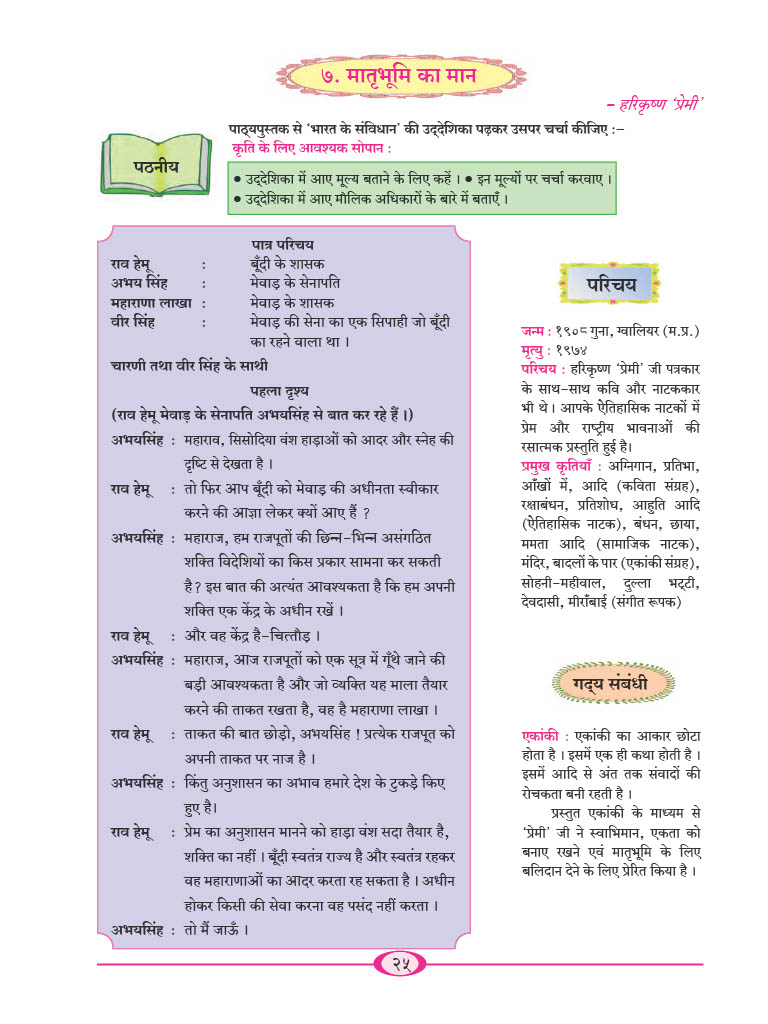 ७. मातृभूमि का मान
– हरिकृष्ण ‘प्रेमी’
पठनीय
पाठ्यपुस्तक से ‘भारत के संविधान’ की उद्देशिका पढ़कर उसपर चर्चा कीजिए :–
कृति के लिए आवश्यक सोपान :
● उद्देशिका में आए मूल्य बताने के लिए कहें । ● इन मूल्यों पर चर्चा करवाए ।
● उद्देशिका में आए मौलिक अधिकारों के बारे में बताएँ ।
पात्र परिचय
राव हेमू : बूँदी के शासक
अभय सिंह : मेवाड़ के सेनापति
महाराणा लाखा : मेवाड़ के शासक
वीर सिंह : मेवाड़ की सेना का एक सिपाही जो बूँदी
का रहने वाला था ।
चारणी तथा वीर सिंह के साथी
पहला दृश्य
(राव हेमू मेवाड़ के सेनापति अभयसिंह से बात कर रहे हैं ।)
अभयसिंह : महाराव, सिसोदिया वंश हाड़ाओं को आदर और स्नेह की
दृष्टि से देखता है ।
राव हेमू : तो फिर आप बूँदी को मेवाड़ की अधीनता स्वीकार
करने की आज्ञा लेकर क्यों आए हैं ?
अभयसिंह : महाराज, हम राजपूतों की छिन्न-भिन्न असंगठित
शक्ति विदेशियों का किस प्रकार सामना कर सकती
है? इस बात की अत्यंत आवश्यकता है कि हम अपनी
शक्ति एक केंद्र के अधीन रखें ।
राव हेमू : और वह केंद्र है-चित्तौड़ ।
अभयसिंह : महाराज, आज राजपूतों को एक सूत्र में गूँथे जाने की
बड़ी आवश्यकता है और जो व्यक्ति यह माला तैयार
करने की ताकत रखता है, वह है महाराणा लाखा ।
राव हेमू : ताकत की बात छोड़ो, अभयसिंह ! प्रत्येक राजपूत को
अपनी ताकत पर नाज है ।
अभयसिंह : किंतु अनुशासन का अभाव हमारे देश के टुकड़े किए
हुए है।
राव हेमू : प्रेम का अनुशासन मानने को हाड़ा वंश सदा तैयार है,
शक्ति का नहीं । बूँदी स्वतंत्र राज्य है और स्वतंत्र रहकर
वह महाराणाओं का आदर करता रह सकता है । अधीन
होकर किसी की सेवा करना वह पसंद नहीं करता ।
अभयसिंह : तो मैं जाऊँ ।
परिचय
जन्म : १९०८ गुना, ग्वालियर (म.प्र.)
मृत्यु : १९७४
परिचय : हरिकृष्ण ‘प्रेमी’ जी पत्रकार
के साथ-साथ कवि और नाटककार
भी थे । आपके ऐतिहासिक नाटकों में
प्रेम और राष्ट्रीय भावनाओं की
रसात्मक प्रस्तुति हुई है।
प्रमुख कृतियाँ : अग्निगान, प्रतिभा,
आँखों में, आदि (कविता संग्रह),
रक्षाबंधन, प्रतिशोध, आहुति आदि
(ऐतिहासिक नाटक), बंधन, छाया,
ममता आदि (सामाजिक नाटक),
मंदिर, बादलों के पार (एकांकी संग्रह),
सोहनी-महीवाल, दुल्ला भट्टी,
देवदासी, मीराँबाई (संगीत रूपक)
गद्य संबंधी
एकांकी : एकांकी का आकार छोटा
होता है । इसमें एक ही कथा होती है ।
इसमें आदि से अंत तक संवादों की
रोचकता बनी रहती है ।
प्रस्तुत एकांकी के माध्यम से
‘प्रेमी’ जी ने स्वाभिमान, एकता को
बनाए रखने एवं मातृभूमि के लिए
बलिदान देने के लिए प्रेरित किया है ।
२५